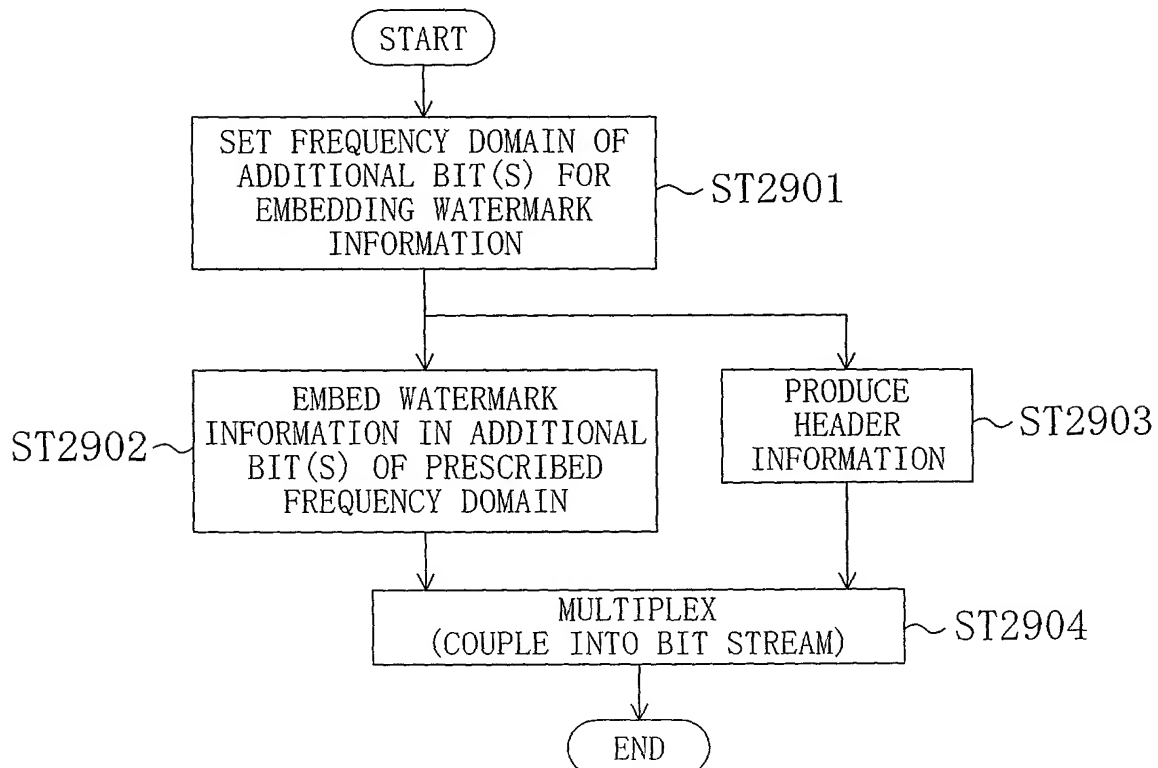 START
SET FREQUENCY DOMAIN OF
ADDITIONAL BIT(S) FOR
EMBEDDING WATERMARK
INFORMATION
ST2901
EMBED WATERMARK
INFORMATION IN ADDITIONAL
BIT(S) OF PRESCRIBED
FREQUENCY DOMAIN
ST2902
PRODUCE
HEADER
INFORMATION
ST2903
MULTIPLEX
(COUPLE INTO BIT STREAM)
ST2904
END